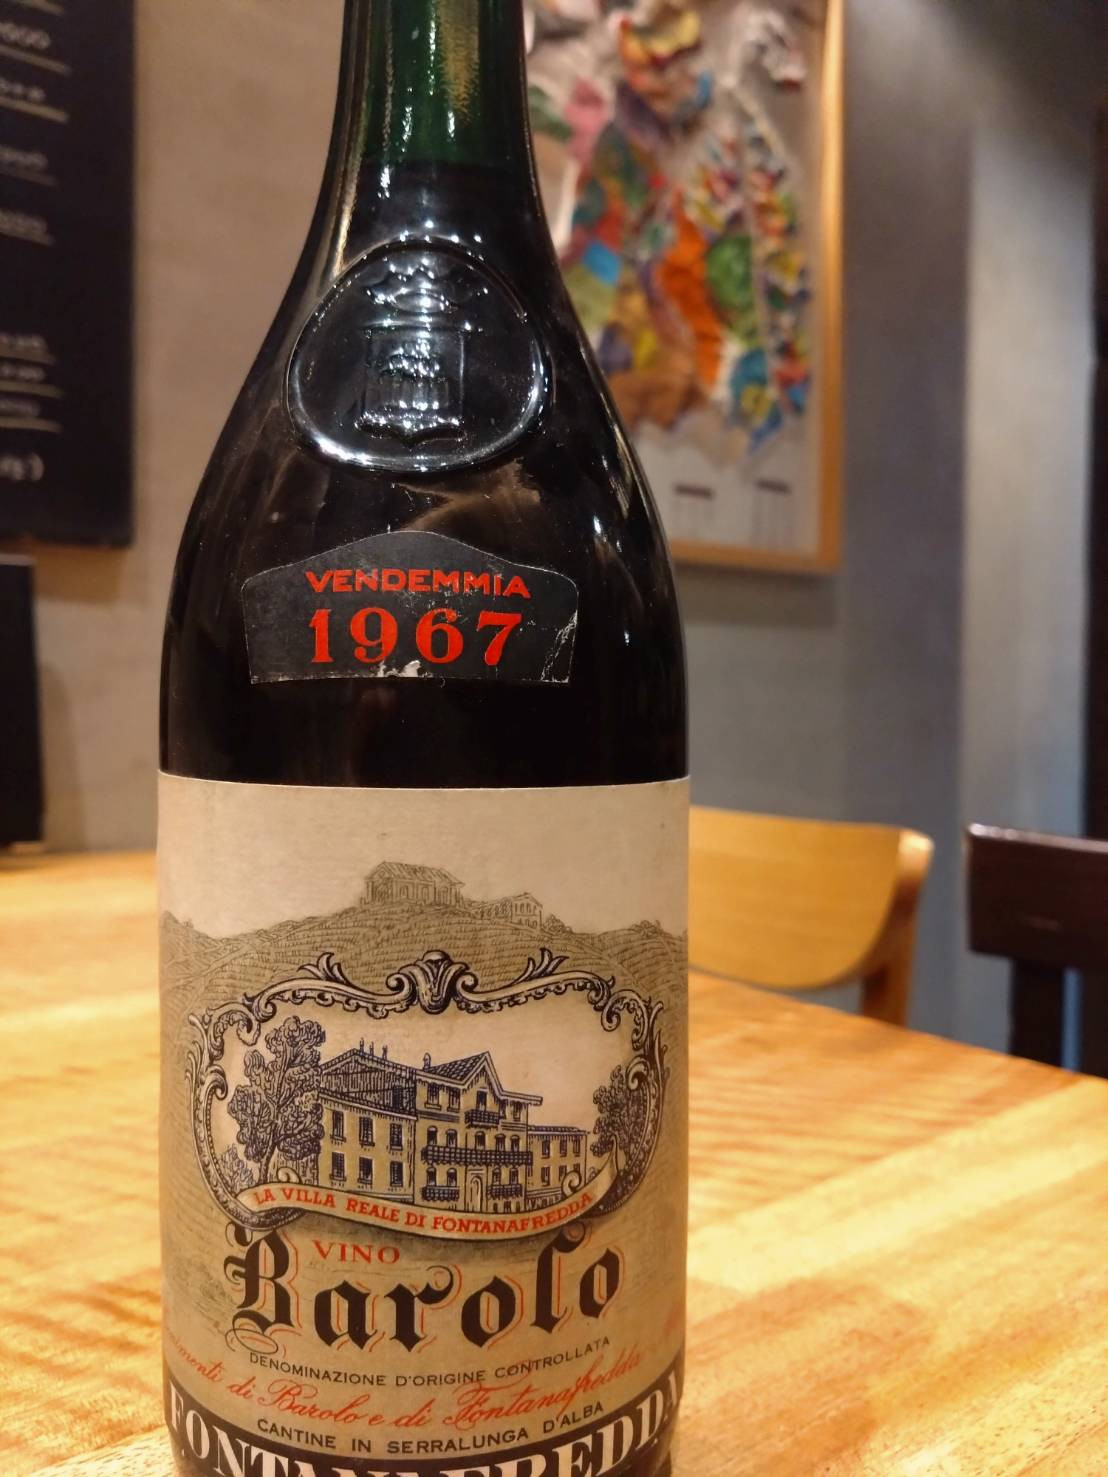 VENDEMMIA
1967
LA VILLA REALE DI FONTANAFREDDA
VINO
Barolo
DENOMINAZIONE D'ORIGINE CONTROLLATA
di Barolo e di Fontanafredda
CANTINE IN SERRALUNGA D'ALBA
FONTANAFREDDA